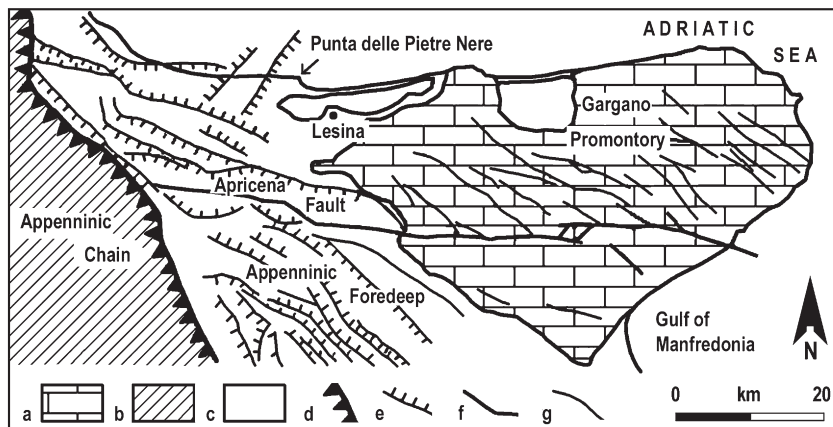 ADRIATIC
SEA
Punta delle Pietre Nere
Gargano
Lesina
Promontory
Apricena
Fault
Appenninic
Chain
Appenninic
Foredeep
Gulf of
Manfredonia
N
a b c d e f g 0 km 20